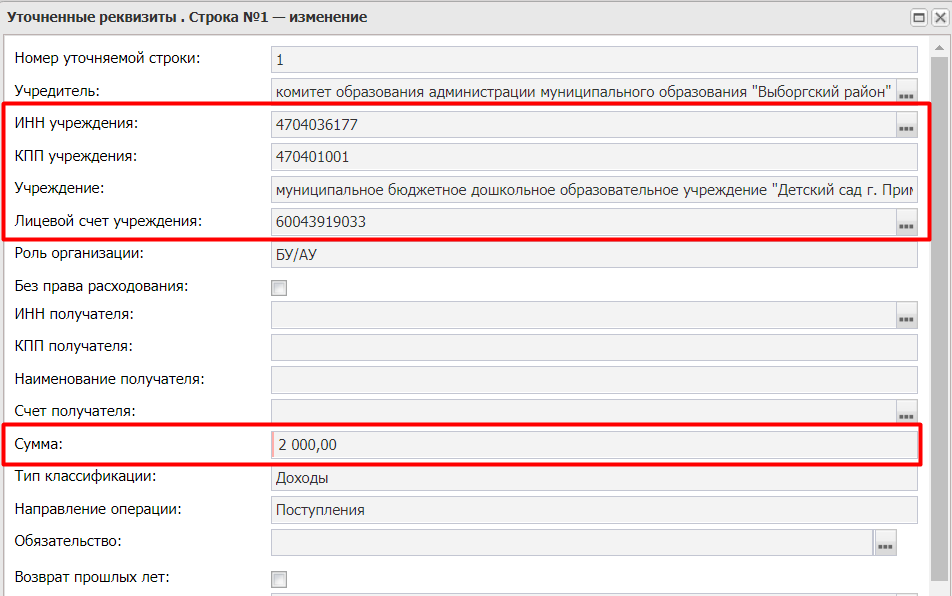 Уточненные реквизиты . Строка №1 — изменение
Номер уточняемой строки: 1
Учредитель: комитет образования администрации муниципального образования "Выборгский район"
ИНН учреждения: 4704036177
КПП учреждения: 470401001
Учреждение: муниципальное бюджетное дошкольное образовательное учреждение "Детский сад г.
Лицевой счет учреждения: 60043919033
Роль организации: БУ/АУ
Без права расходования:
ИНН получателя:
КПП получателя:
Наименование получателя:
Счет получателя:
Сумма: 2 000,00
Тип классификации: Доходы
Направление операции: Поступления
Обязательство:
Возврат прошлых лет: